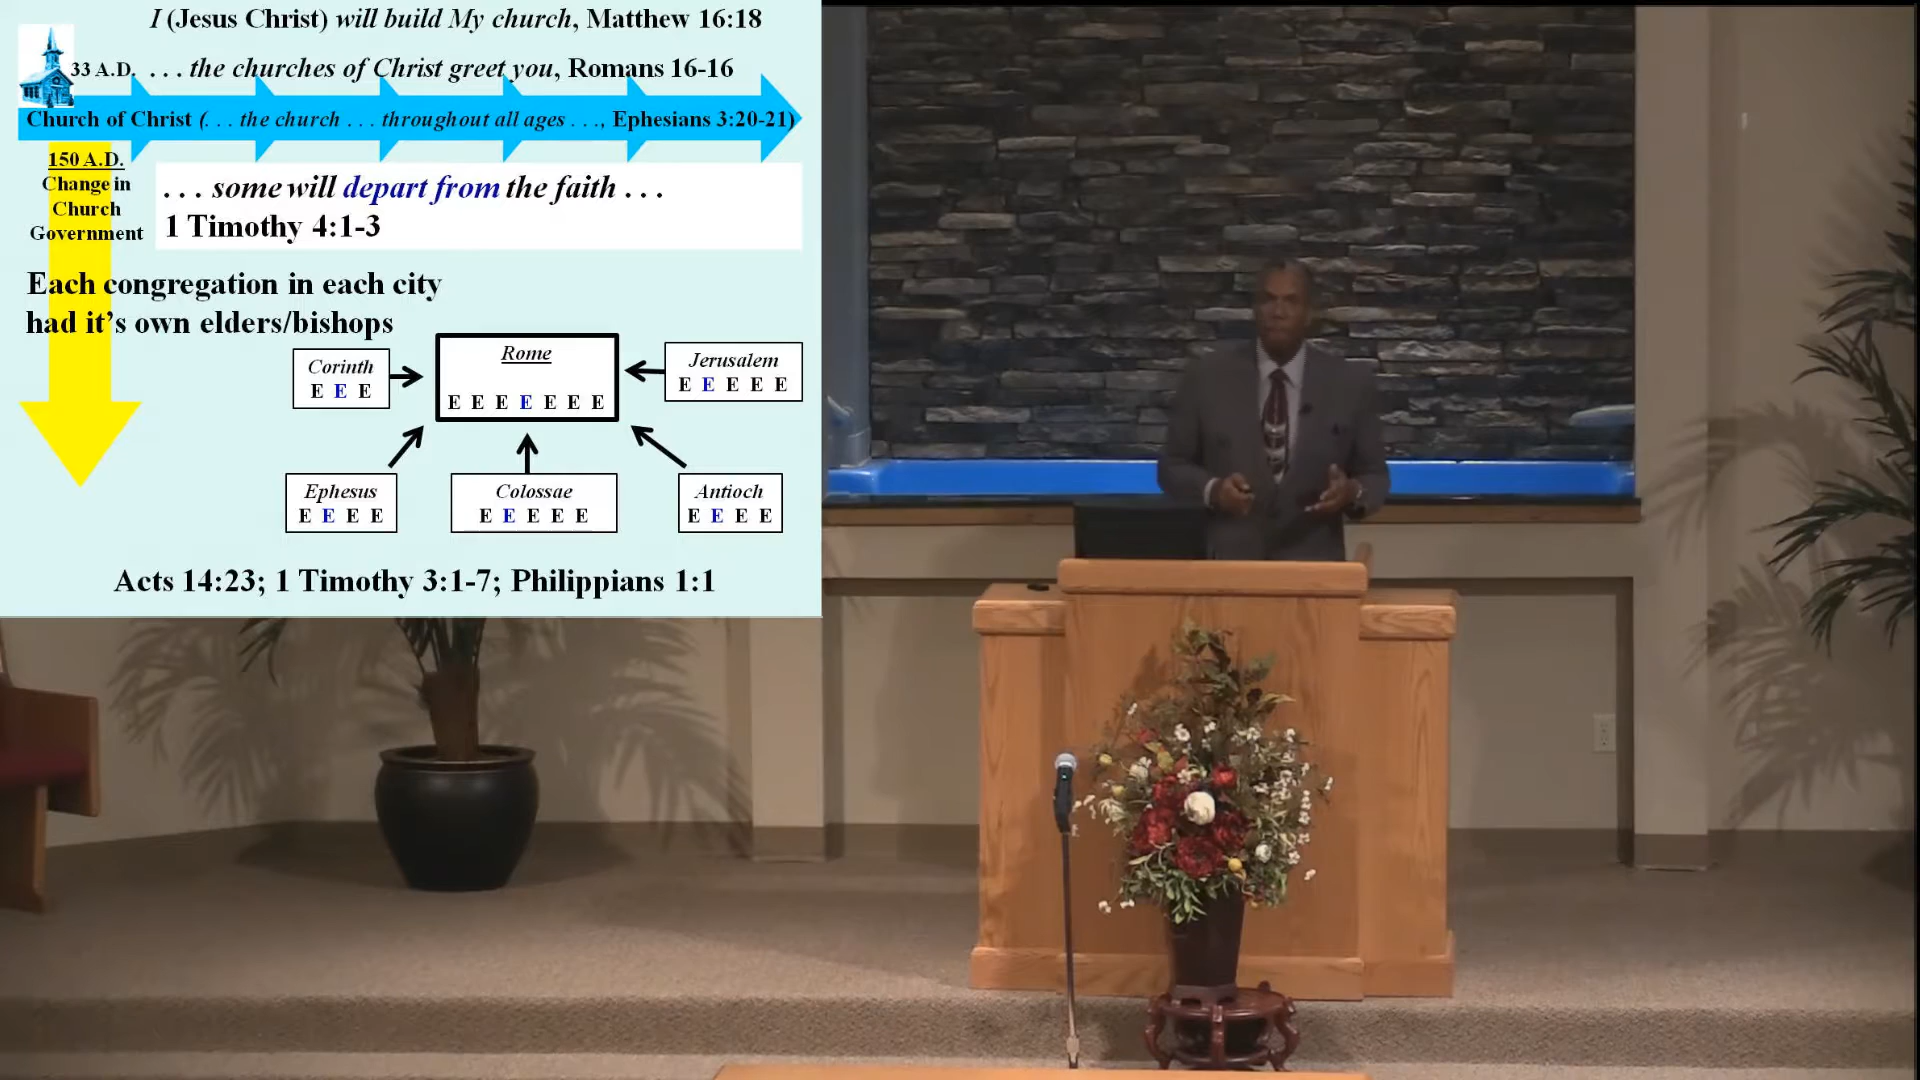 I (Jesus Christ) will build My church, Matthew 16:18
33 A.D. . . . the churches of Christ greet you, Romans 16-16
Church of Christ (. . . the church . . . throughout all ages . . ., Ephesians 3:20-21)
150 A.D.
Change in
Church
Government
. . . some will depart from the faith . . .
1 Timothy 4:1-3
Each congregation in each city
had it's own elders/bishops
Corinth
E E E
Rome
E E E E E E E
Jerusalem
E E E E E
Ephesus
E E E E
Colossae
E E E E E
Antioch
E E E E
Acts 14:23; 1 Timothy 3:1-7; Philippians 1:1